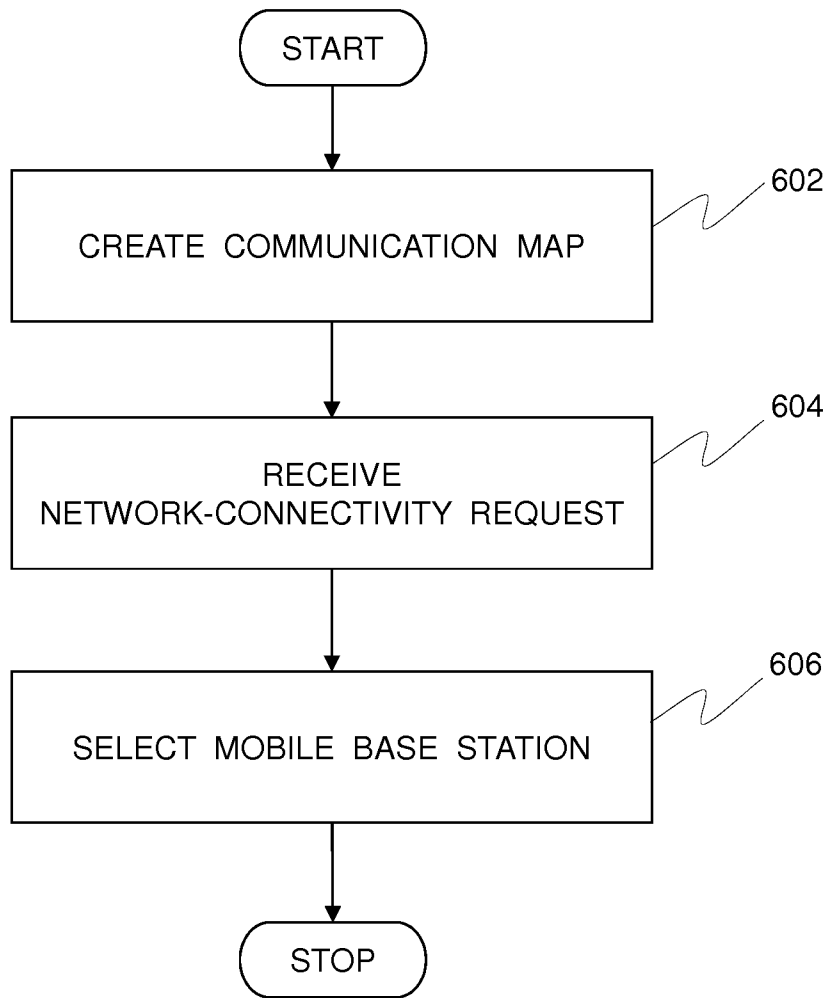 START
602
CREATE COMMUNICATION MAP
604
RECEIVE
NETWORK-CONNECTIVITY REQUEST
606
SELECT MOBILE BASE STATION
STOP